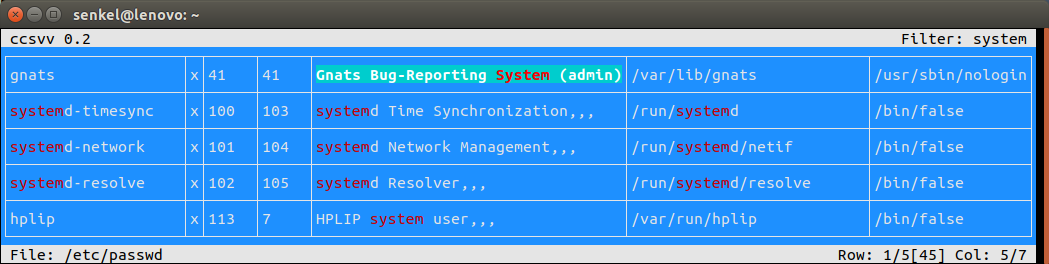 senkel@lenovo: ~
ccsvv 0.2 Filter: system
gnats x 41 41 Gnats Bug-Reporting System (admin) /var/lib/gnats /usr/sbin/nologin
systemd-timesync x 100 103 systemd Time Synchronization,,, /run/systemd /bin/false
systemd-network x 101 104 systemd Network Management,,, /run/systemd/netif /bin/false
systemd-resolve x 102 105 systemd Resolver,,, /run/systemd/resolve /bin/false
hplip x 113 7 HPLIP system user,,, /var/run/hplip /bin/false
File: /etc/passwd Row: 1/5[45] Col: 5/7